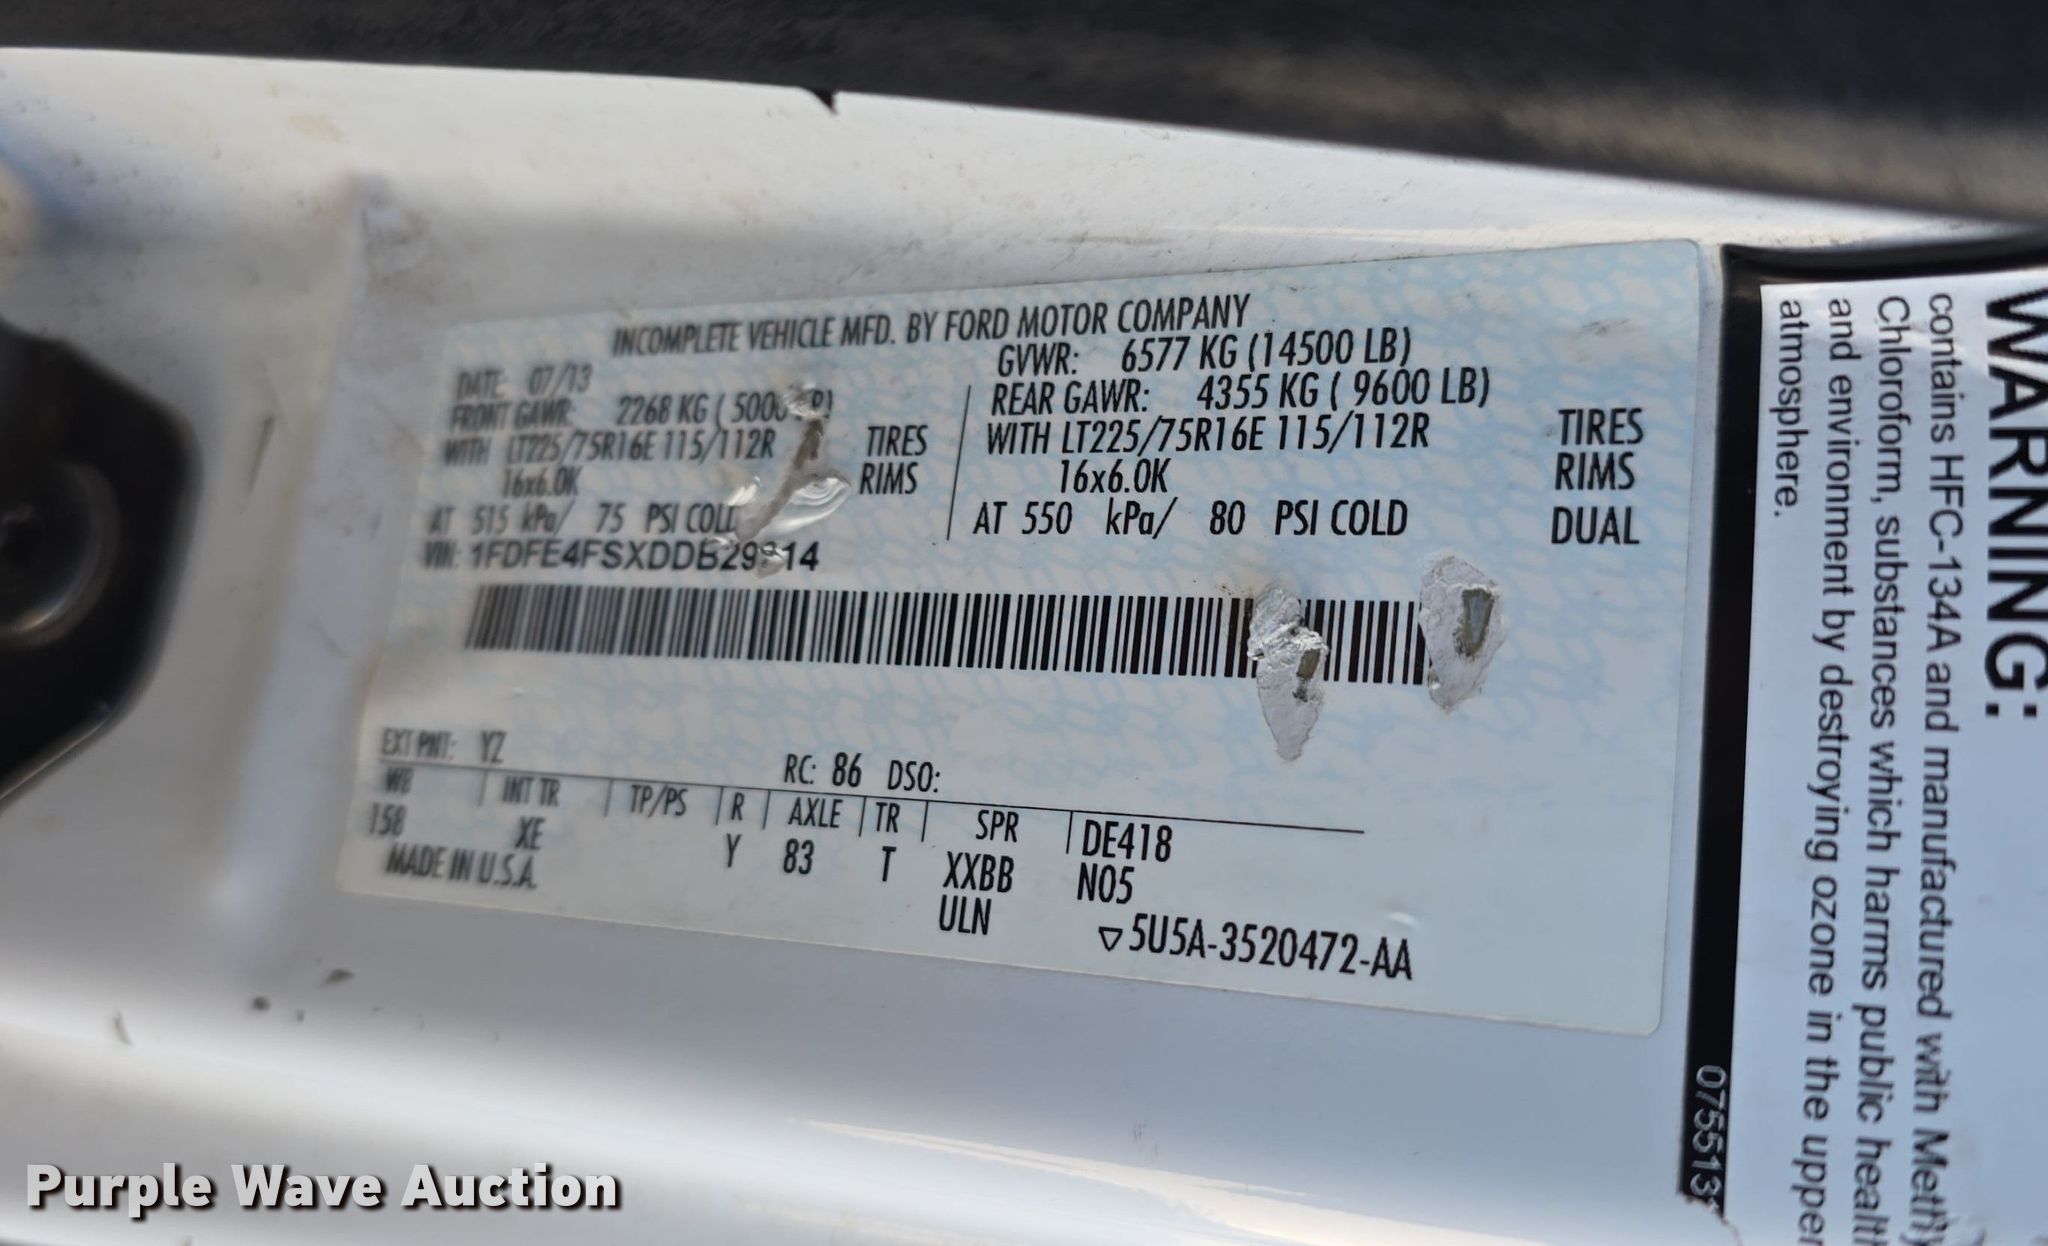 INCOMPLETE VEHICLE MFD. BY FORD MOTOR COMPANY
DATE: 07/13 GVWR: 6577 KG (14500 LB)
FRONT GAWR: 2268 KG REAR GAWR: 4355 KG ( 9600 LB)
WITH LT225/75R16E 115/112R TIRES WITH LT225/75R16E 115/112R TIRES
16x6.0K RIMS 16x6.0K RIMS
AT 515 kPa/ 75 PSI COLD AT 550 kPa/ 80 PSI COLD DUAL
VIN:
EXT PNT: YZ RC: 86 DSO:
WB INT TR TP/PS R AXLE TR SPR DE418
158 XE Y 83 T XXBB N05
MADE IN U.S.A. ULN ▽5U5A-3520472-AA
WARNING:
contains HFC-134A and manufactured with
Chloroform, substances which harms public
and environment by destroying ozone in the upper
atmosphere.
Purple Wave Auction